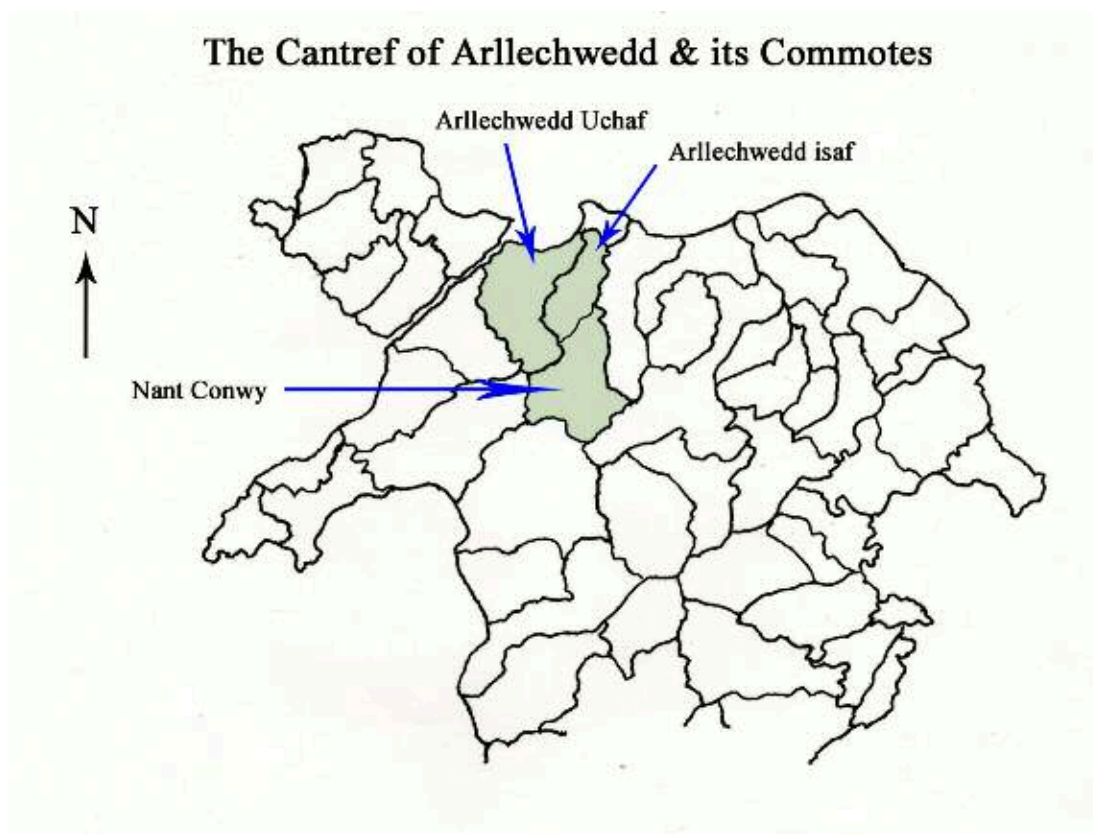 The Cantref of Arllechwedd & its Commotes
Arllechwedd Uchaf
Arllechwedd isaf
N
Nant Conwy